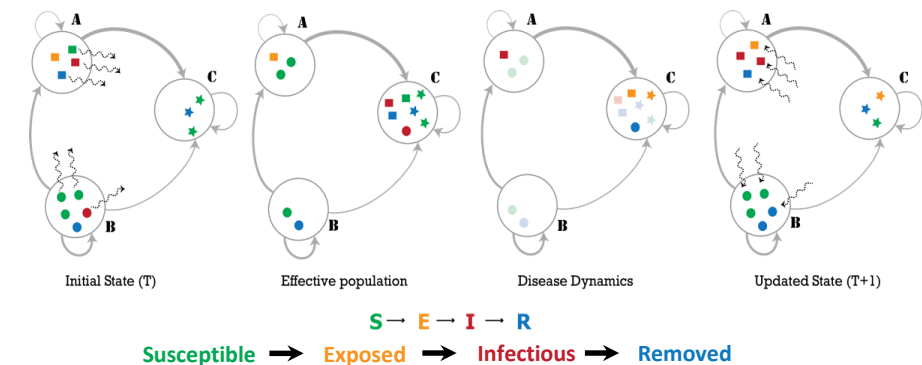 A
C
B
Initial State (T)
A
C
B
Effective population
A
C
B
Disease Dynamics
A
C
B
Updated State (T+1)
S → E → I → R
Susceptible → Exposed → Infectious → Removed